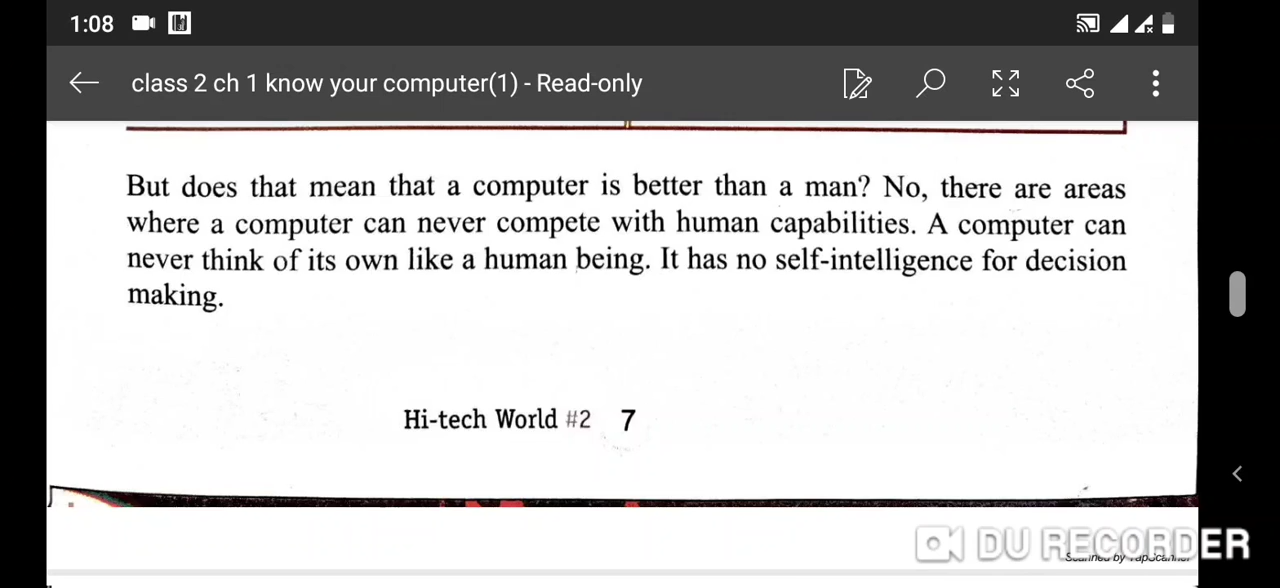 1:08
class 2 ch 1 know your computer(1) - Read-only
But does that mean that a computer is better than a man? No, there are areas
where a computer can never compete with human capabilities. A computer can
never think of its own like a human being. It has no self-intelligence for decision
making.
Hi-tech World #2 7
DU RECORDER
Scanned by TapScanner